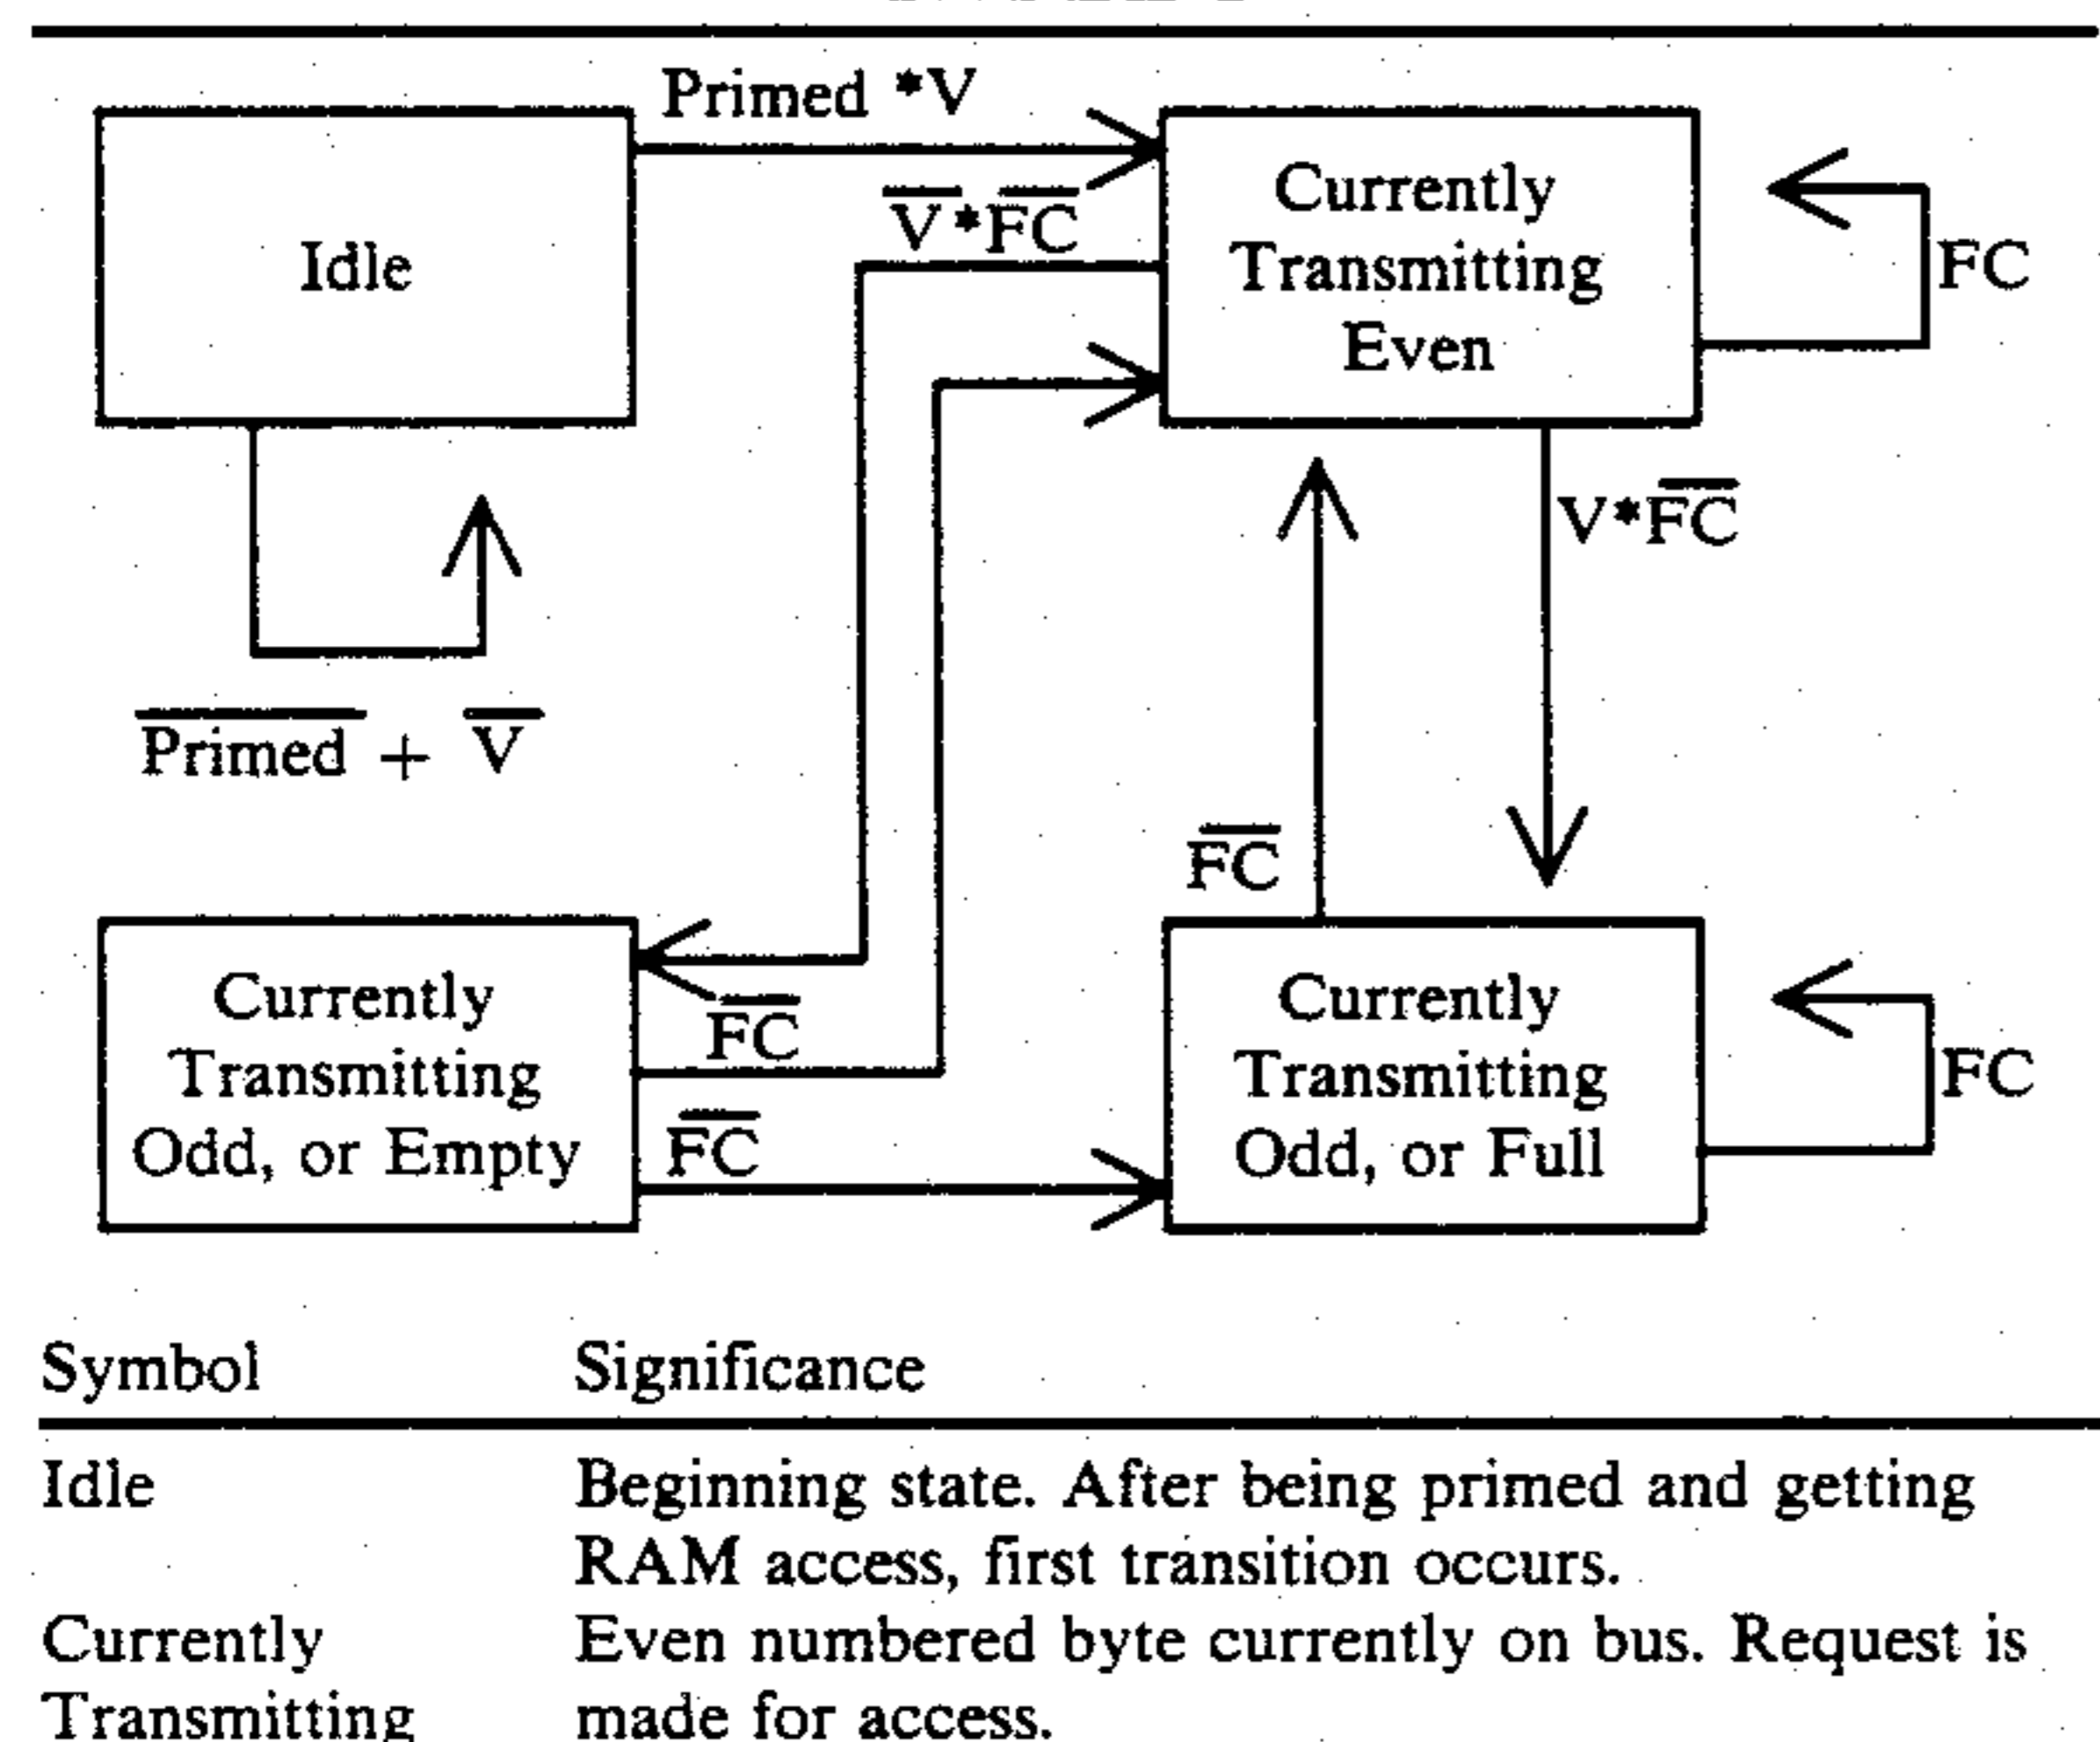 Primed *V
V̅*F̅C̅
Idle
Currently
Transmitting
Even
FC
V*F̅C̅
P̅r̅i̅m̅e̅d̅ + V̅
F̅C̅
Currently
Transmitting
Odd, or Empty
F̅C̅
F̅C̅
Currently
Transmitting
Odd, or Full
FC
Symbol Significance
Idle Beginning state. After being primed and getting
RAM access, first transition occurs.
Currently Even numbered byte currently on bus. Request is
Transmitting made for access.